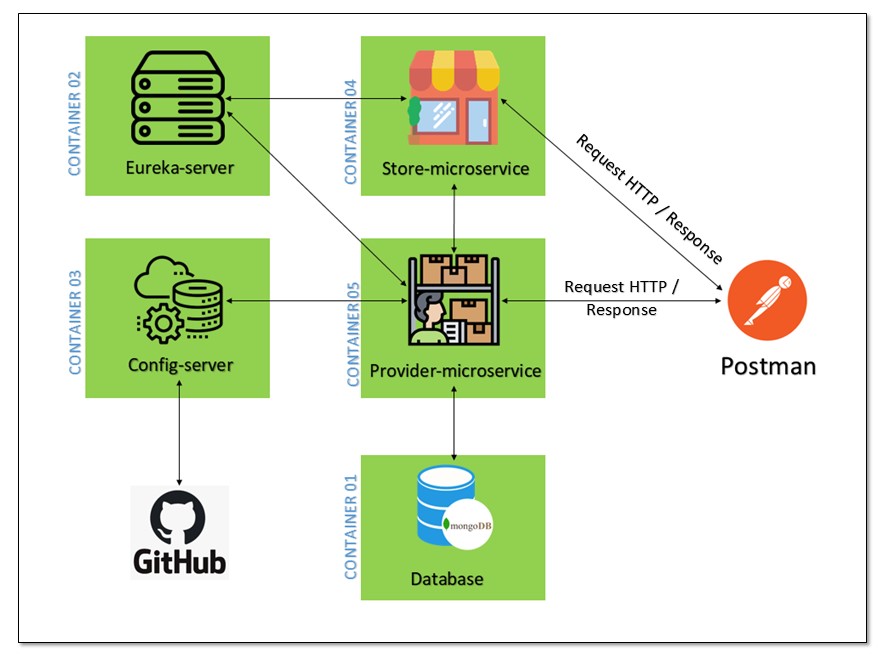 CONTAINER 02
Eureka-server
CONTAINER 04
Store-microservice
Request HTTP / Response
CONTAINER 03
Config-server
CONTAINER 05
Provider-microservice
Request HTTP /
Response
Postman
GitHub
CONTAINER 01
mongoDB
Database